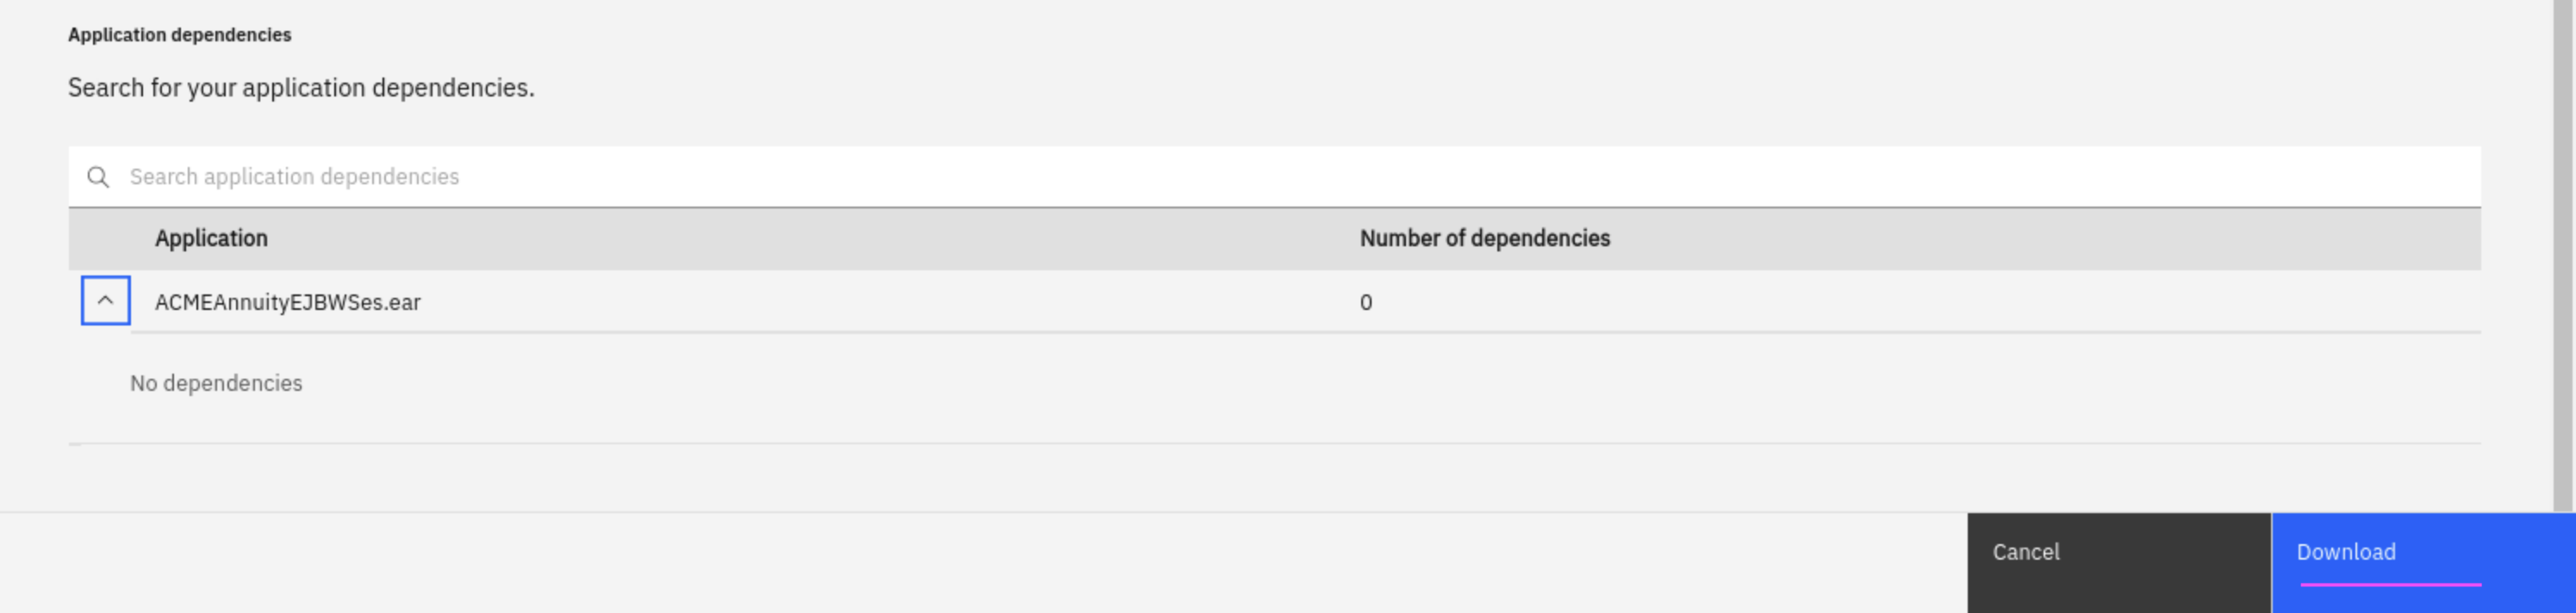 Application dependencies
Search for your application dependencies.
Search application dependencies
Application Number of dependencies
ACMEAnnuityEJBWSes.ear 0
No dependencies
Cancel Download